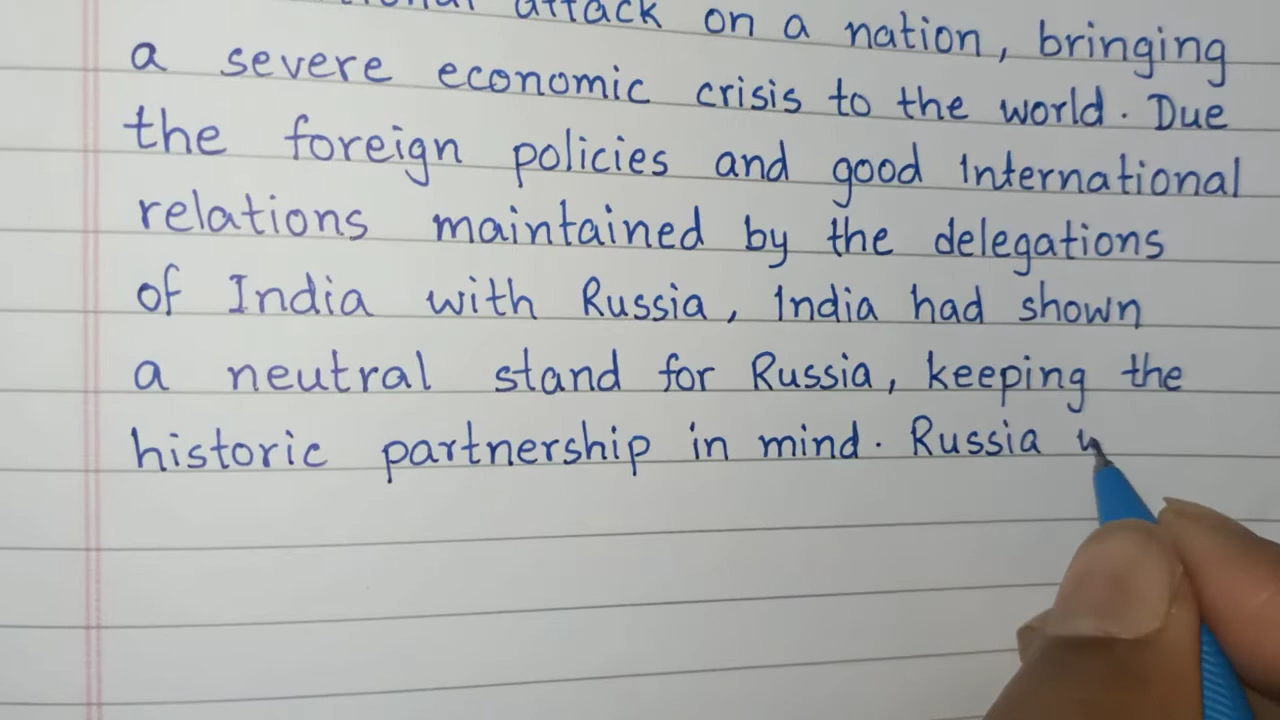 attack on a nation, bringing
a severe economic crisis to the world. Due
the foreign policies and good International
relations maintained by the delegations
of India with Russia, India had shown
a neutral stand for Russia, keeping the
historic partnership in mind. Russia